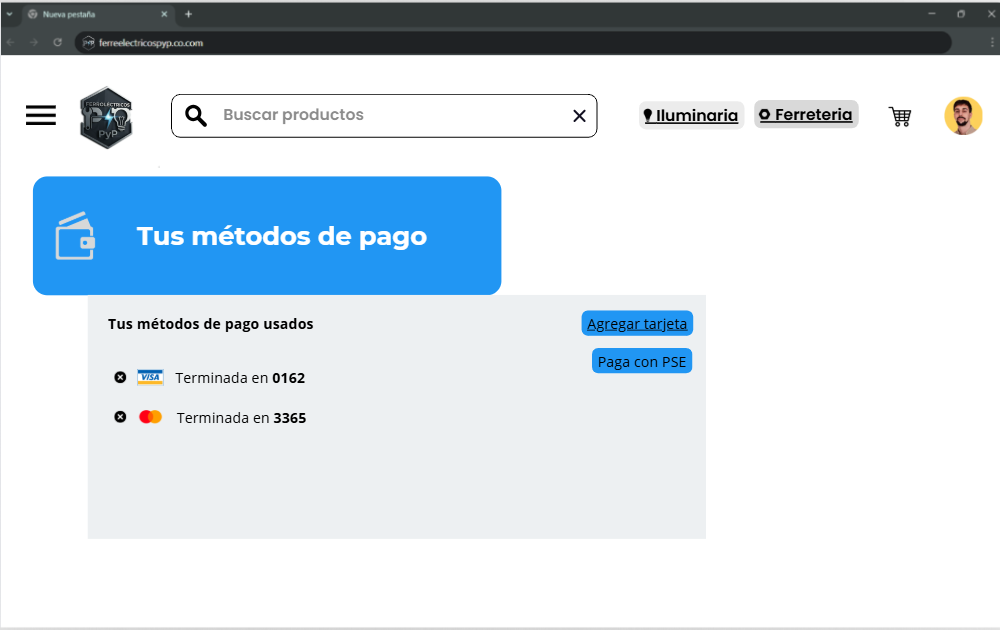 Nueva pestaña
ferreelectricospyp.co.com
FERROLÉCTRICOS
PyP
Buscar productos
Iluminaria
Ferreteria
Tus métodos de pago
Tus métodos de pago usados
Agregar tarjeta
Paga con PSE
VISA Terminada en 0162
Terminada en 3365